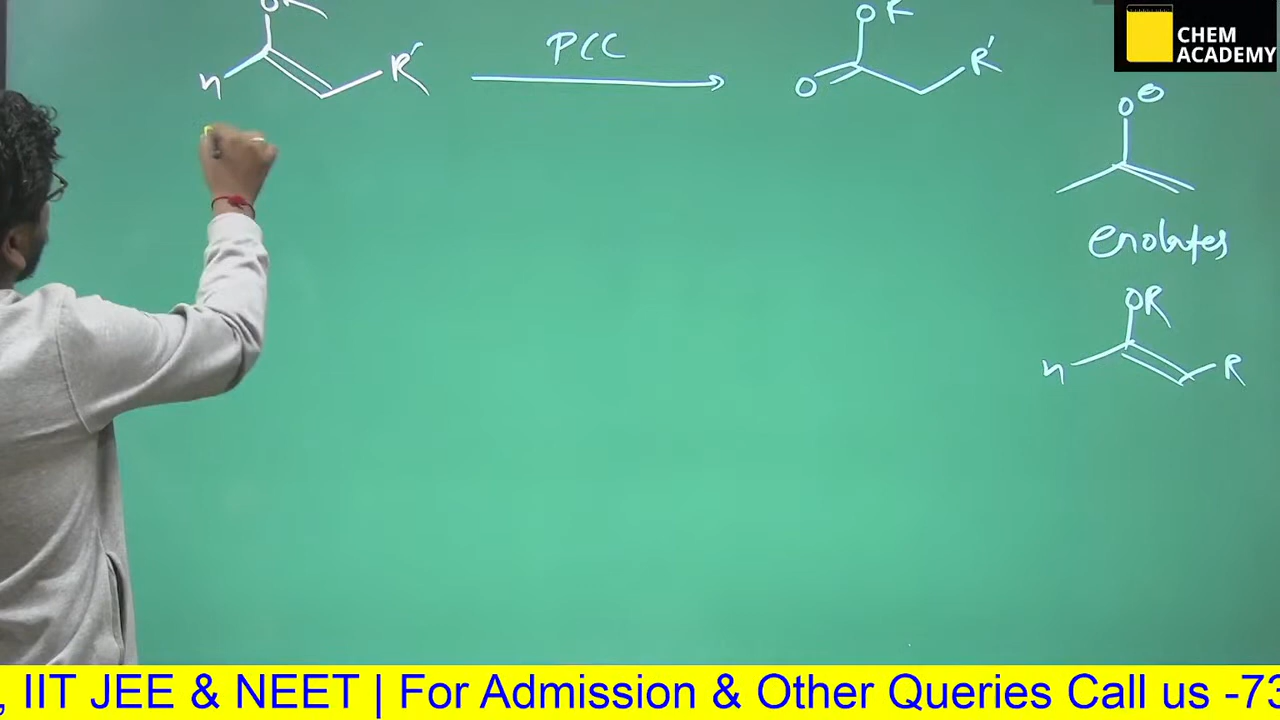 OR
H
R'
PCC
OR
O
R'
CHEM
ACADEMY
O⊖
enolates
OR
H
R
, IIT JEE & NEET | For Admission & Other Queries Call us -73